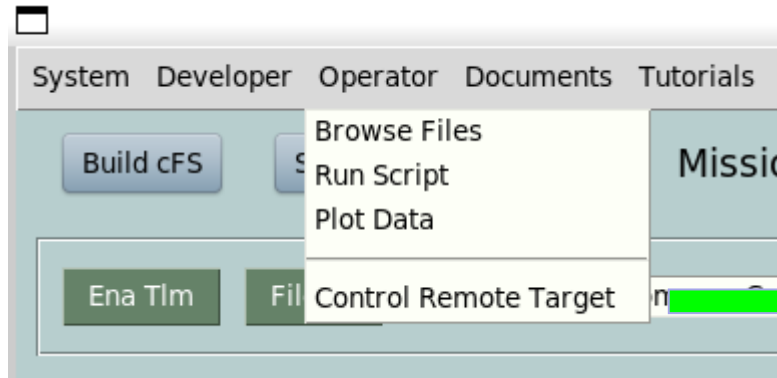 System Developer Operator Documents Tutorials
Browse Files
Build cFS
Run Script
Plot Data
Ena Tlm
Control Remote Target